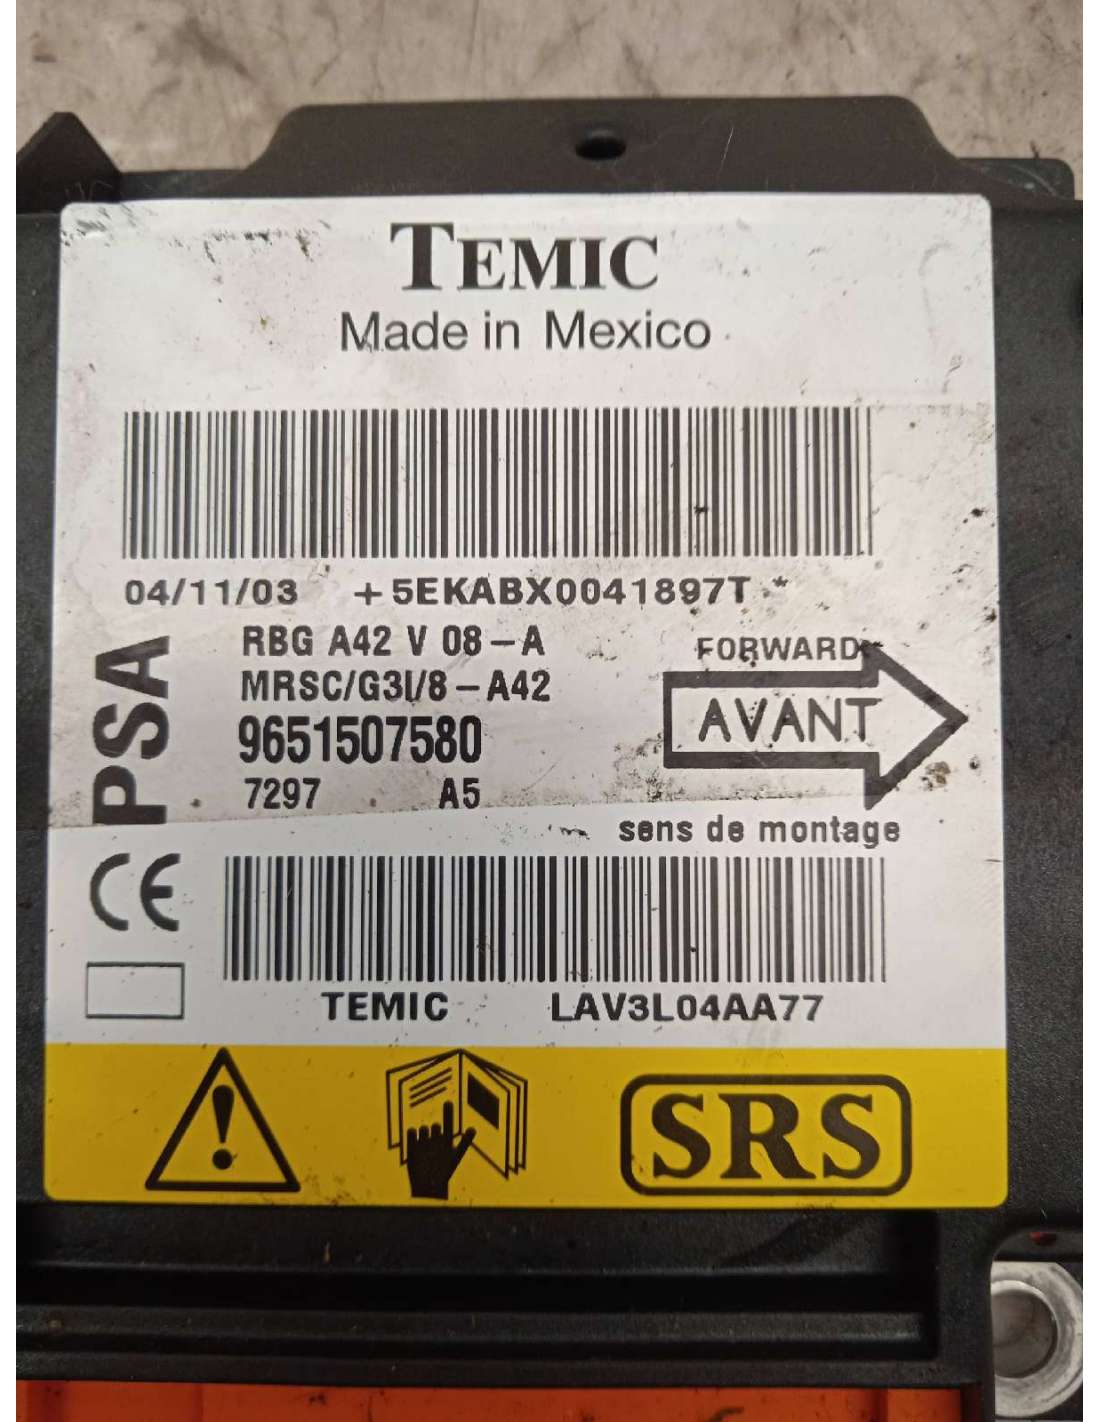 TEMIC
Made in Mexico
04/11/03 +5EKABX0041897T *
RBG A42 V 08-A
MRSC/G3L/8-A42
9651507580
7297 A5
PSA
FORWARD
AVANT
sens de montage
CE
TEMIC LAV3L04AA77
SRS